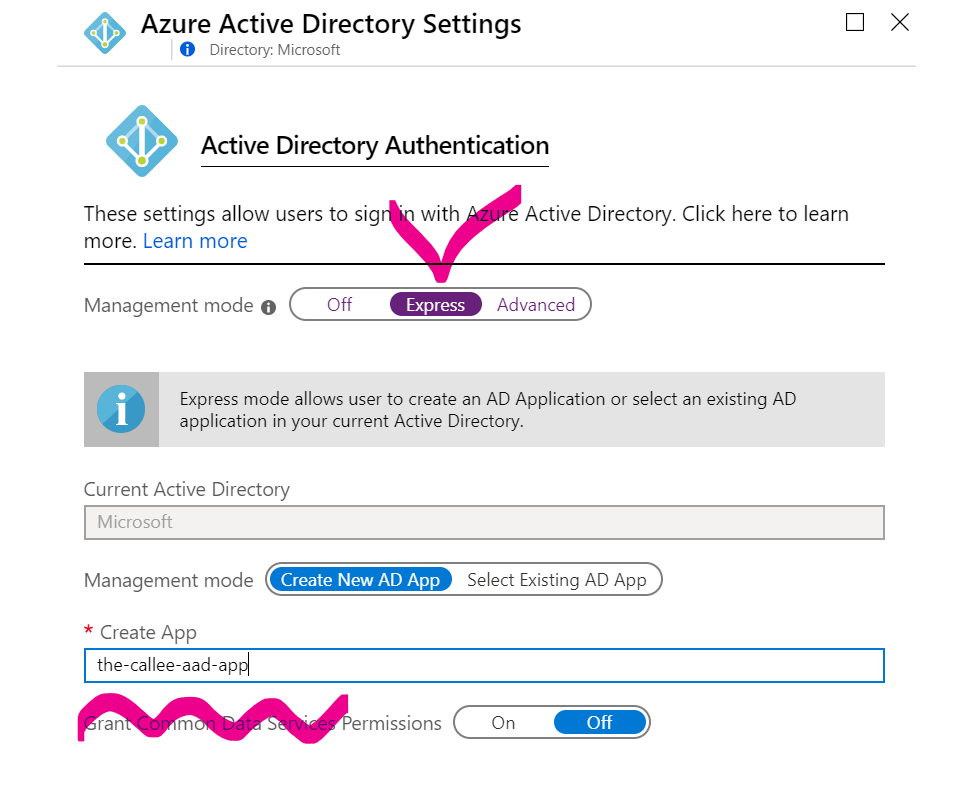 Azure Active Directory Settings
Directory: Microsoft
Active Directory Authentication
These settings allow users to sign in with Azure Active Directory. Click here to learn
more. Learn more
Management mode Off Express Advanced
Express mode allows user to create an AD Application or select an existing AD
application in your current Active Directory.
Current Active Directory
Microsoft
Management mode Create New AD App Select Existing AD App
* Create App
the-callee-aad-app
Grant Common Data Services Permissions On Off